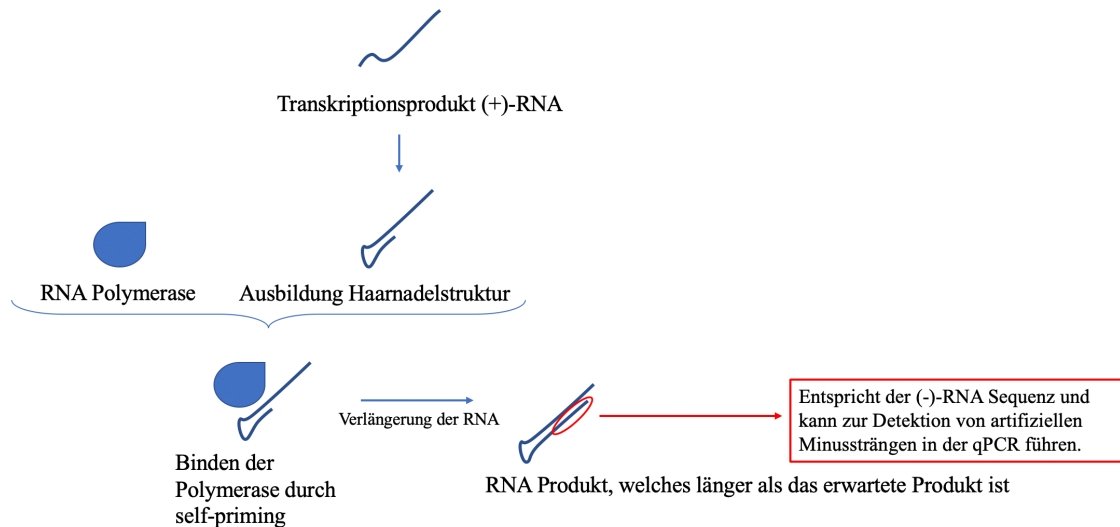 Transkriptionsprodukt (+)-RNA
RNA Polymerase
Ausbildung Haarnadelstruktur
Binden der
Polymerase durch
self-priming
Verlängerung der RNA
RNA Produkt, welches länger als das erwartete Produkt ist
Entspricht der (-)-RNA Sequenz und
kann zur Detektion von artifiziellen
Minussträngen in der qPCR führen.